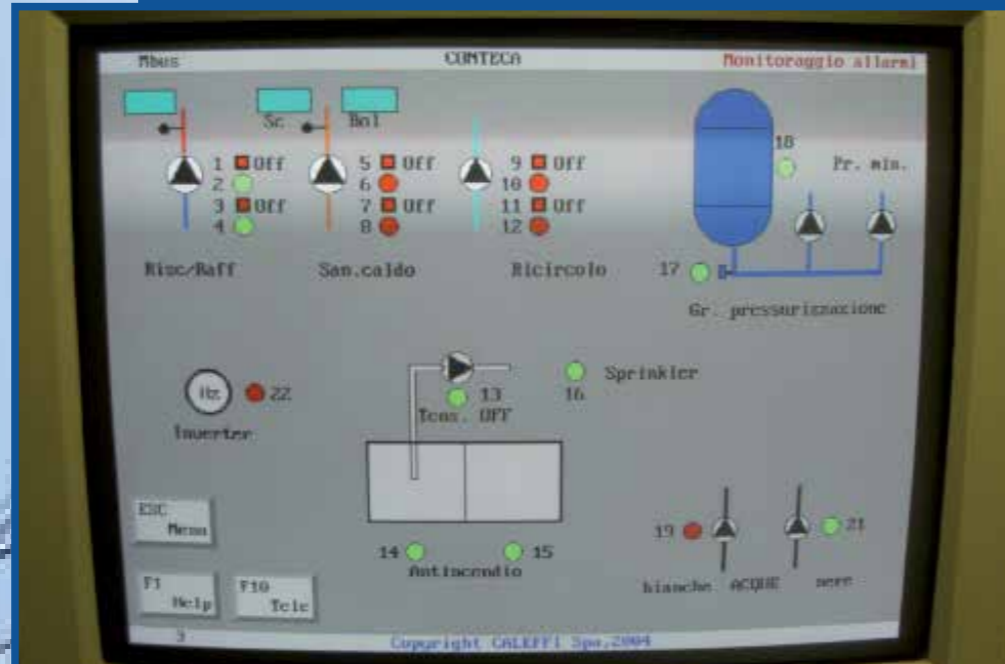 Mbus CONTECA Monitoraggio allarmi
Sc Bol
18
Pr. min.
1 Off 5 Off 9 Off
2 6 10
3 Off 7 Off 11 Off
4 8 12
Risc/Raff San.caldo Ricircolo 17
Gr. pressurizzazione
Sprinkler
13 16
Tens. OFF
Hz 22
Inverter
ESC
Menu
19 21
14 15
Antincendio
bianche ACQUE nere
F1
Help
F10
Tele
3
Copyright CALEFFI Spa,2004